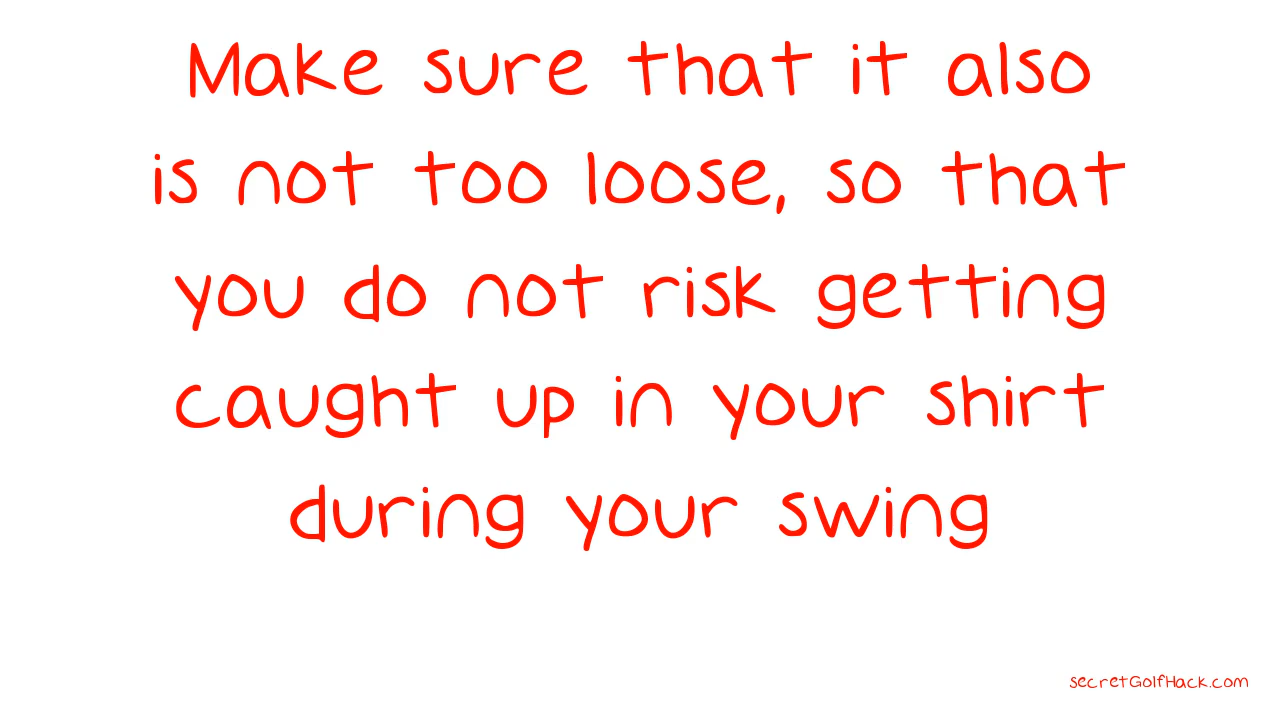 Make sure that it also
is not too loose, so that
you do not risk getting
caught up in your shirt
during your swing
secretGolfHack.com